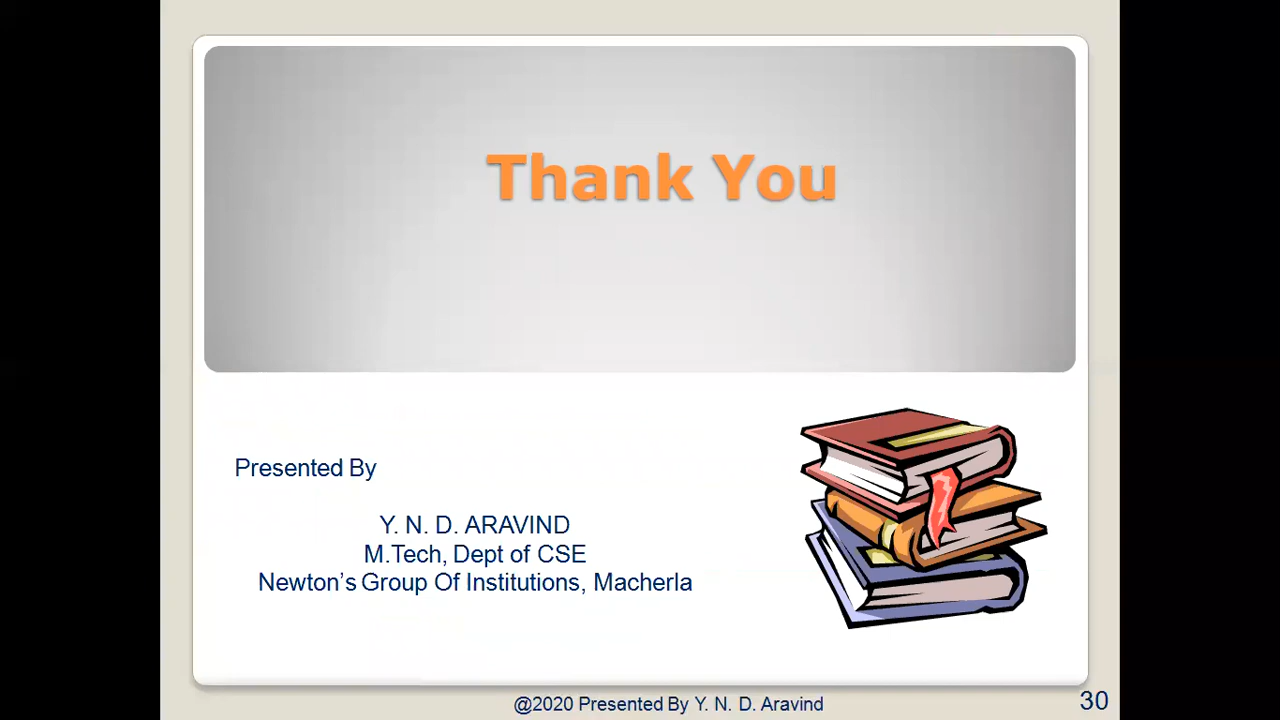 Thank You
Presented By
Y. N. D. ARAVIND
M.Tech, Dept of CSE
Newton’s Group Of Institutions, Macherla
@2020 Presented By Y. N. D. Aravind
30